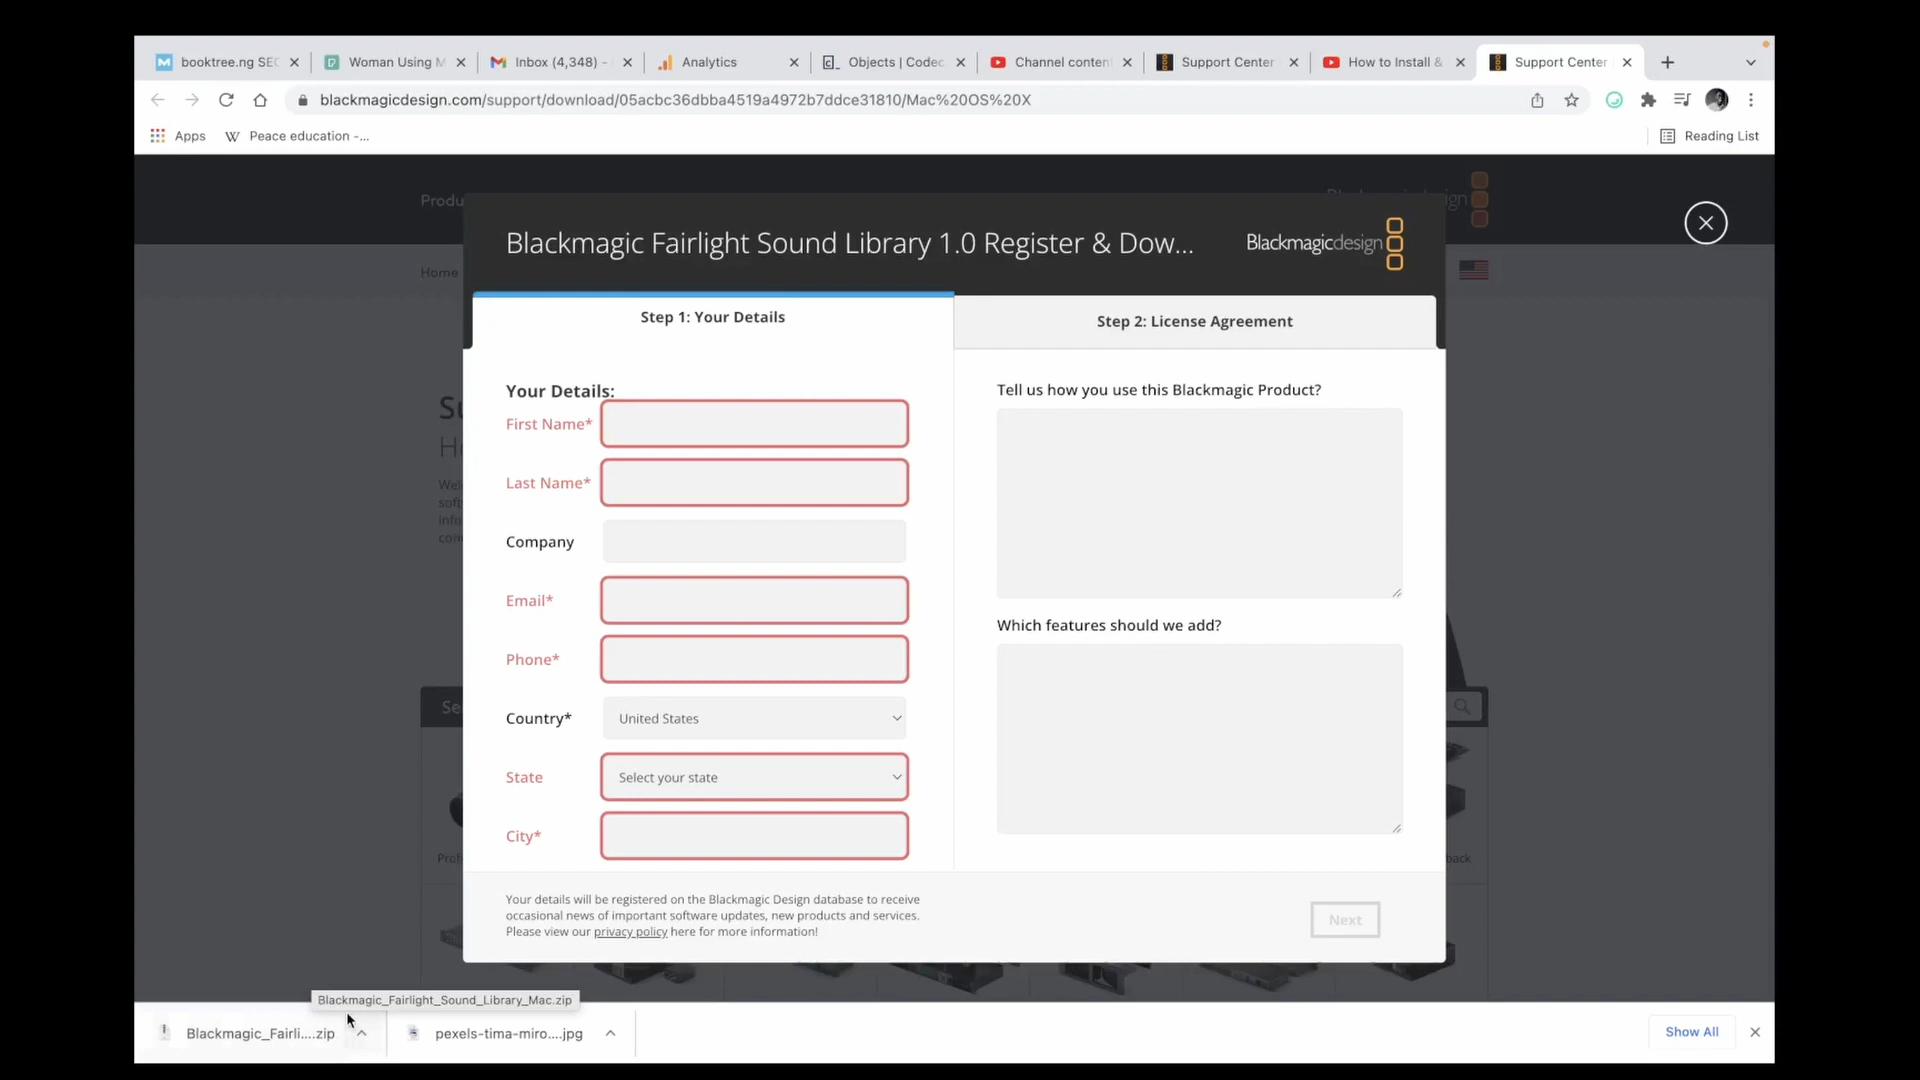 booktree.ng SEC
Woman Using M
Inbox (4,348) -
Analytics
Objects | Codec
Channel content
Support Center
How to Install &
Support Center
blackmagicdesign.com/support/download/05acbc36dbba4519a4972b7ddce31810/Mac%20OS%20X
Apps
Peace education -...
Reading List
Produ
Home
Blackmagic Fairlight Sound Library 1.0 Register & Dow...
Blackmagicdesign
Step 1: Your Details
Step 2: License Agreement
Your Details:
First Name*
Last Name*
Company
Email*
Phone*
Country*
United States
State
Select your state
City*
Tell us how you use this Blackmagic Product?
Which features should we add?
Your details will be registered on the Blackmagic Design database to receive
occasional news of important software updates, new products and services.
Please view our privacy policy here for more information!
Next
Blackmagic_Fairlight_Sound_Library_Mac.zip
Blackmagic_Fairli....zip
pexels-tima-miro....jpg
Show All